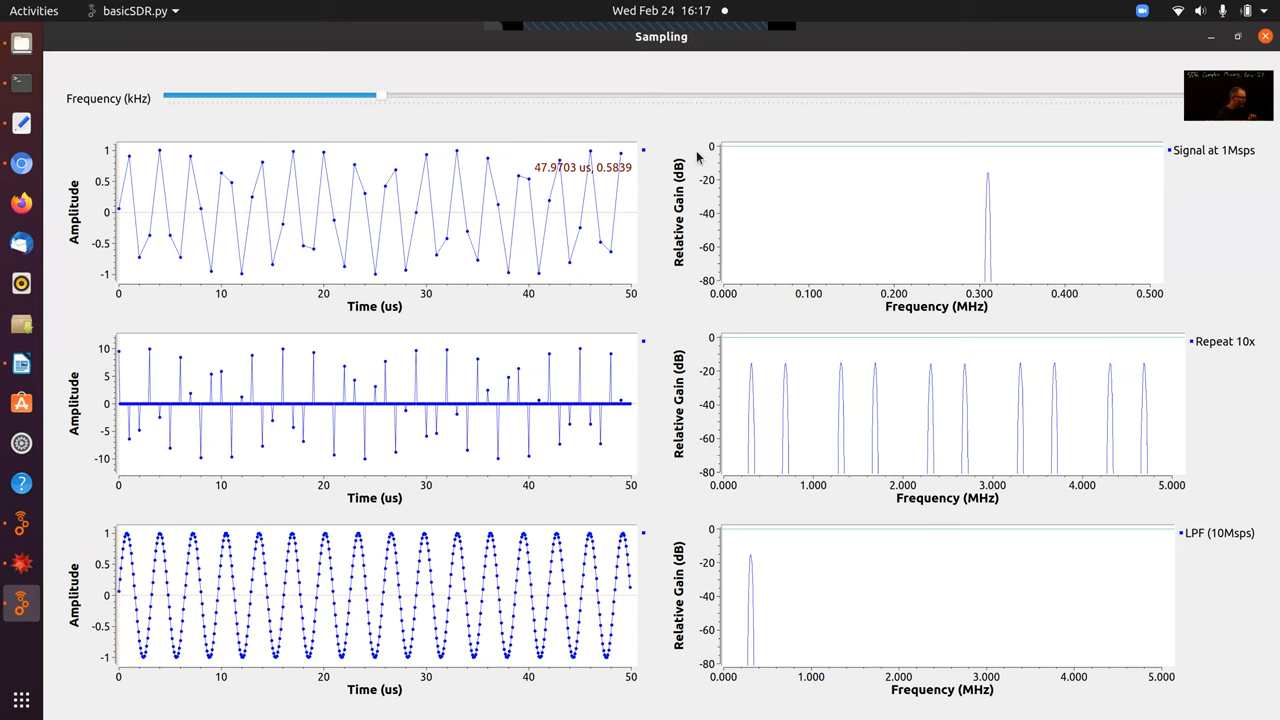 Activities
basicSDR.py
Wed Feb 24 16:17
Sampling
Frequency (kHz)
Amplitude
1
0.5
0
-0.5
-1
47.9703 us, 0.5839
0 10 20 30 40 50
Time (us)
Relative Gain (dB)
0
-20
-40
-60
-80
0.000 0.100 0.200 0.300 0.400 0.500
Frequency (MHz)
Signal at 1Msps
Amplitude
10
5
0
-5
-10
0 10 20 30 40 50
Time (us)
Relative Gain (dB)
0
-20
-40
-60
-80
0.000 1.000 2.000 3.000 4.000 5.000
Frequency (MHz)
Repeat 10x
Amplitude
1
0.5
0
-0.5
-1
0 10 20 30 40 50
Time (us)
Relative Gain (dB)
0
-20
-40
-60
-80
0.000 1.000 2.000 3.000 4.000 5.000
Frequency (MHz)
LPF (10Msps)